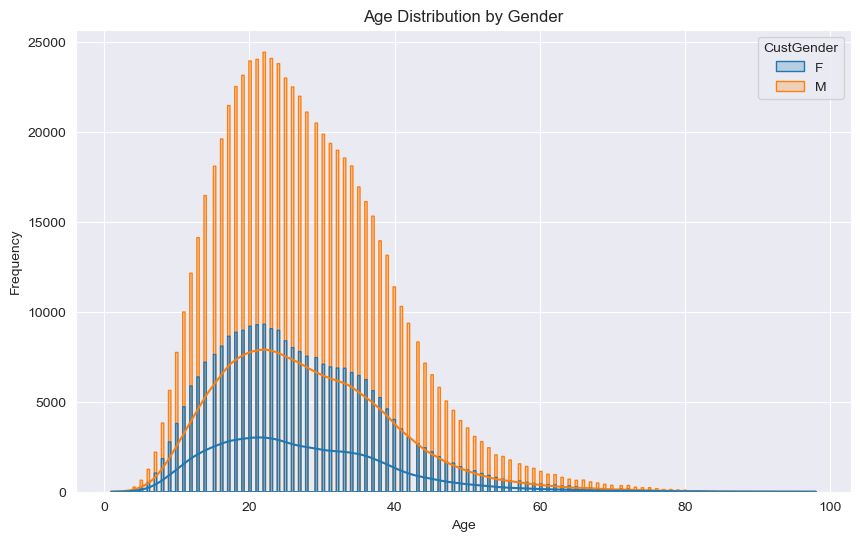 Age Distribution by Gender
CustGender
F
M
Frequency
25000
20000
15000
10000
5000
0
0 20 40 60 80 100
Age